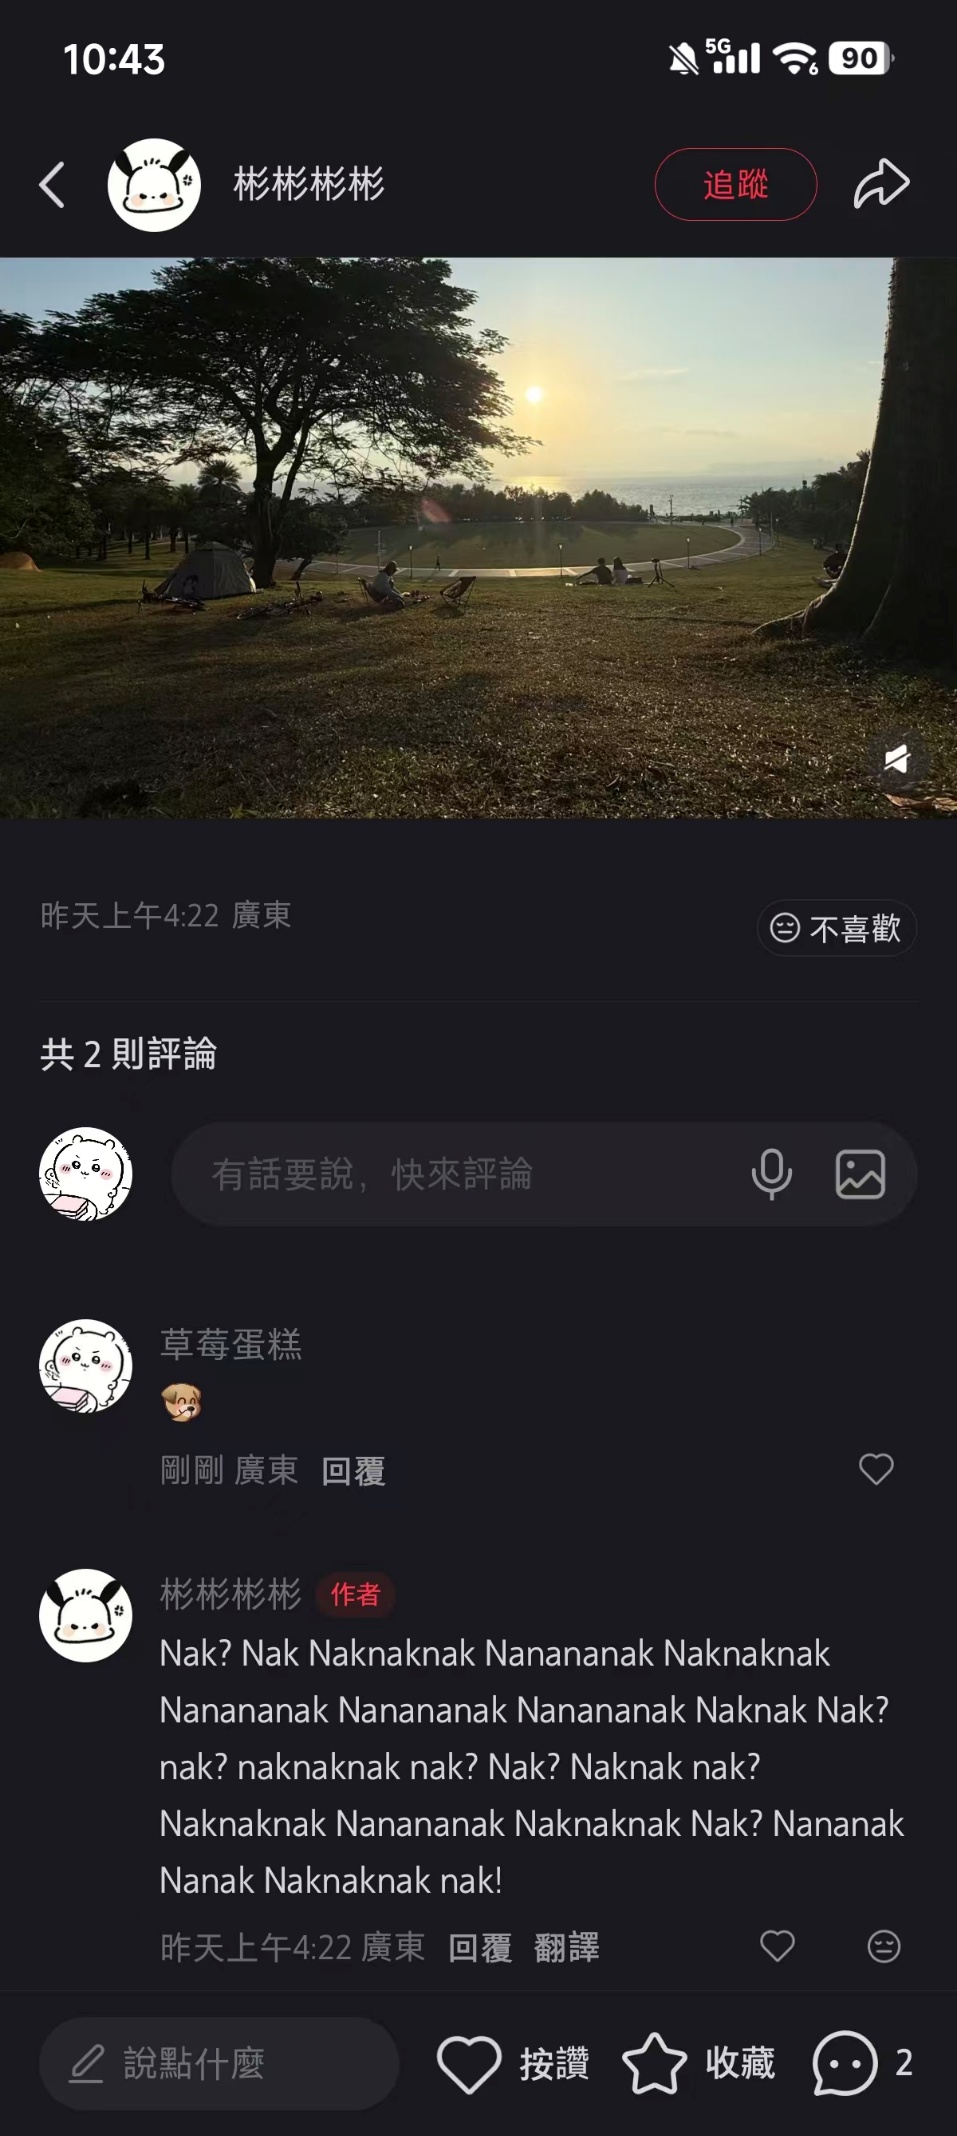 10:43
5G
6
90
彬彬彬彬
追蹤
昨天上午4:22 廣東
不喜歡
共 2 則評論
有話要說，快來評論
草莓蛋糕
剛剛 廣東 回覆
彬彬彬彬 作者
Nak? Nak Naknaknak Nanananak Naknaknak
Nanananak Nanananak Nanananak Naknak Nak?
nak? naknaknak nak? Nak? Naknak nak?
Naknaknak Nanananak Naknaknak Nak? Nananak
Nanak Naknaknak nak!
昨天上午4:22 廣東 回覆 翻譯
說點什麼
按讚
收藏
2